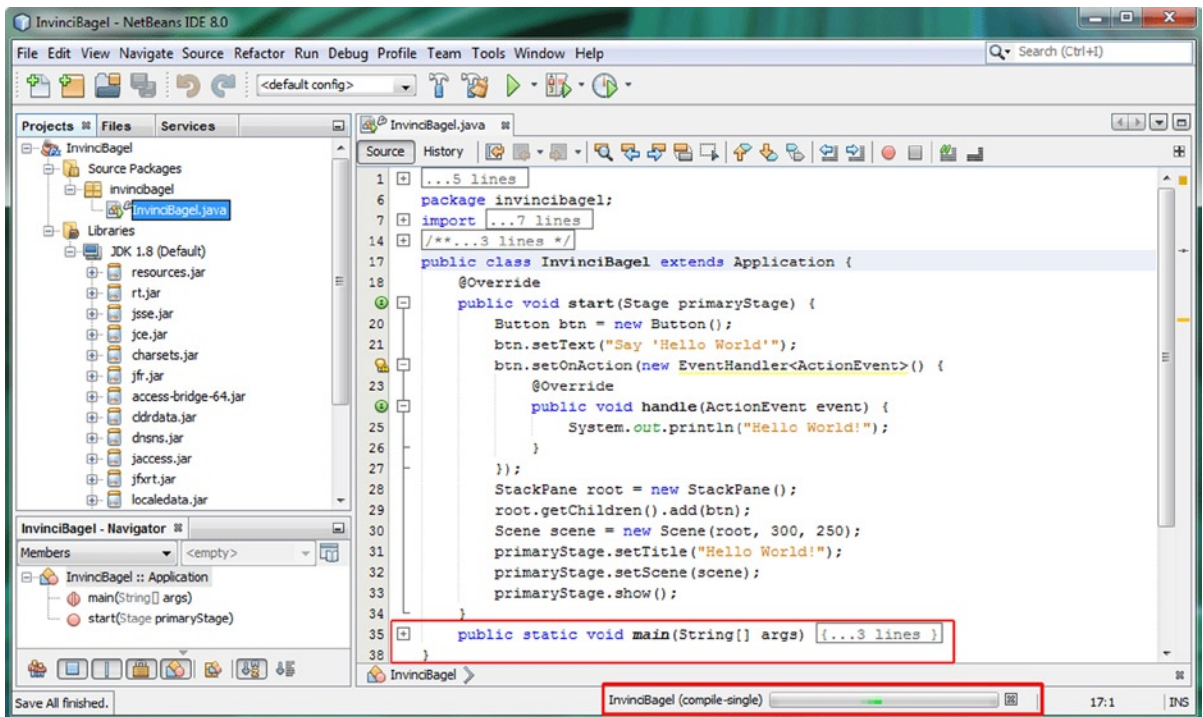 InvinciBagel - NetBeans IDE 8.0
File Edit View Navigate Source Refactor Run Debug Profile Team Tools Window Help
Search (Ctrl+I)
<default config>
Projects Files Services
InvinciBagel
Source Packages
invincibagel
InvinciBagel.java
Libraries
JDK 1.8 (Default)
resources.jar
rt.jar
jsse.jar
jce.jar
charsets.jar
jfr.jar
access-bridge-64.jar
cldrdata.jar
dnsns.jar
jaccess.jar
jfxrt.jar
localedata.jar
InvinciBagel - Navigator
Members <empty>
InvinciBagel :: Application
main(String[] args)
start(Stage primaryStage)
InvinciBagel.java
Source History
1 ...5 lines
6 package invincibagel;
7 import ...7 lines
14 /**...3 lines */
17 public class InvinciBagel extends Application {
18 @Override
public void start(Stage primaryStage) {
20 Button btn = new Button();
21 btn.setText("Say 'Hello World'");
btn.setOnAction(new EventHandler<ActionEvent>() {
23 @Override
public void handle(ActionEvent event) {
25 System.out.println("Hello World!");
26 }
27 });
28 StackPane root = new StackPane();
29 root.getChildren().add(btn);
30 Scene scene = new Scene(root, 300, 250);
31 primaryStage.setTitle("Hello World!");
32 primaryStage.setScene(scene);
33 primaryStage.show();
34 }
35 public static void main(String[] args) {...3 lines }
38 }
InvinciBagel
Save All finished.
InvinciBagel (compile-single)
17:1 INS